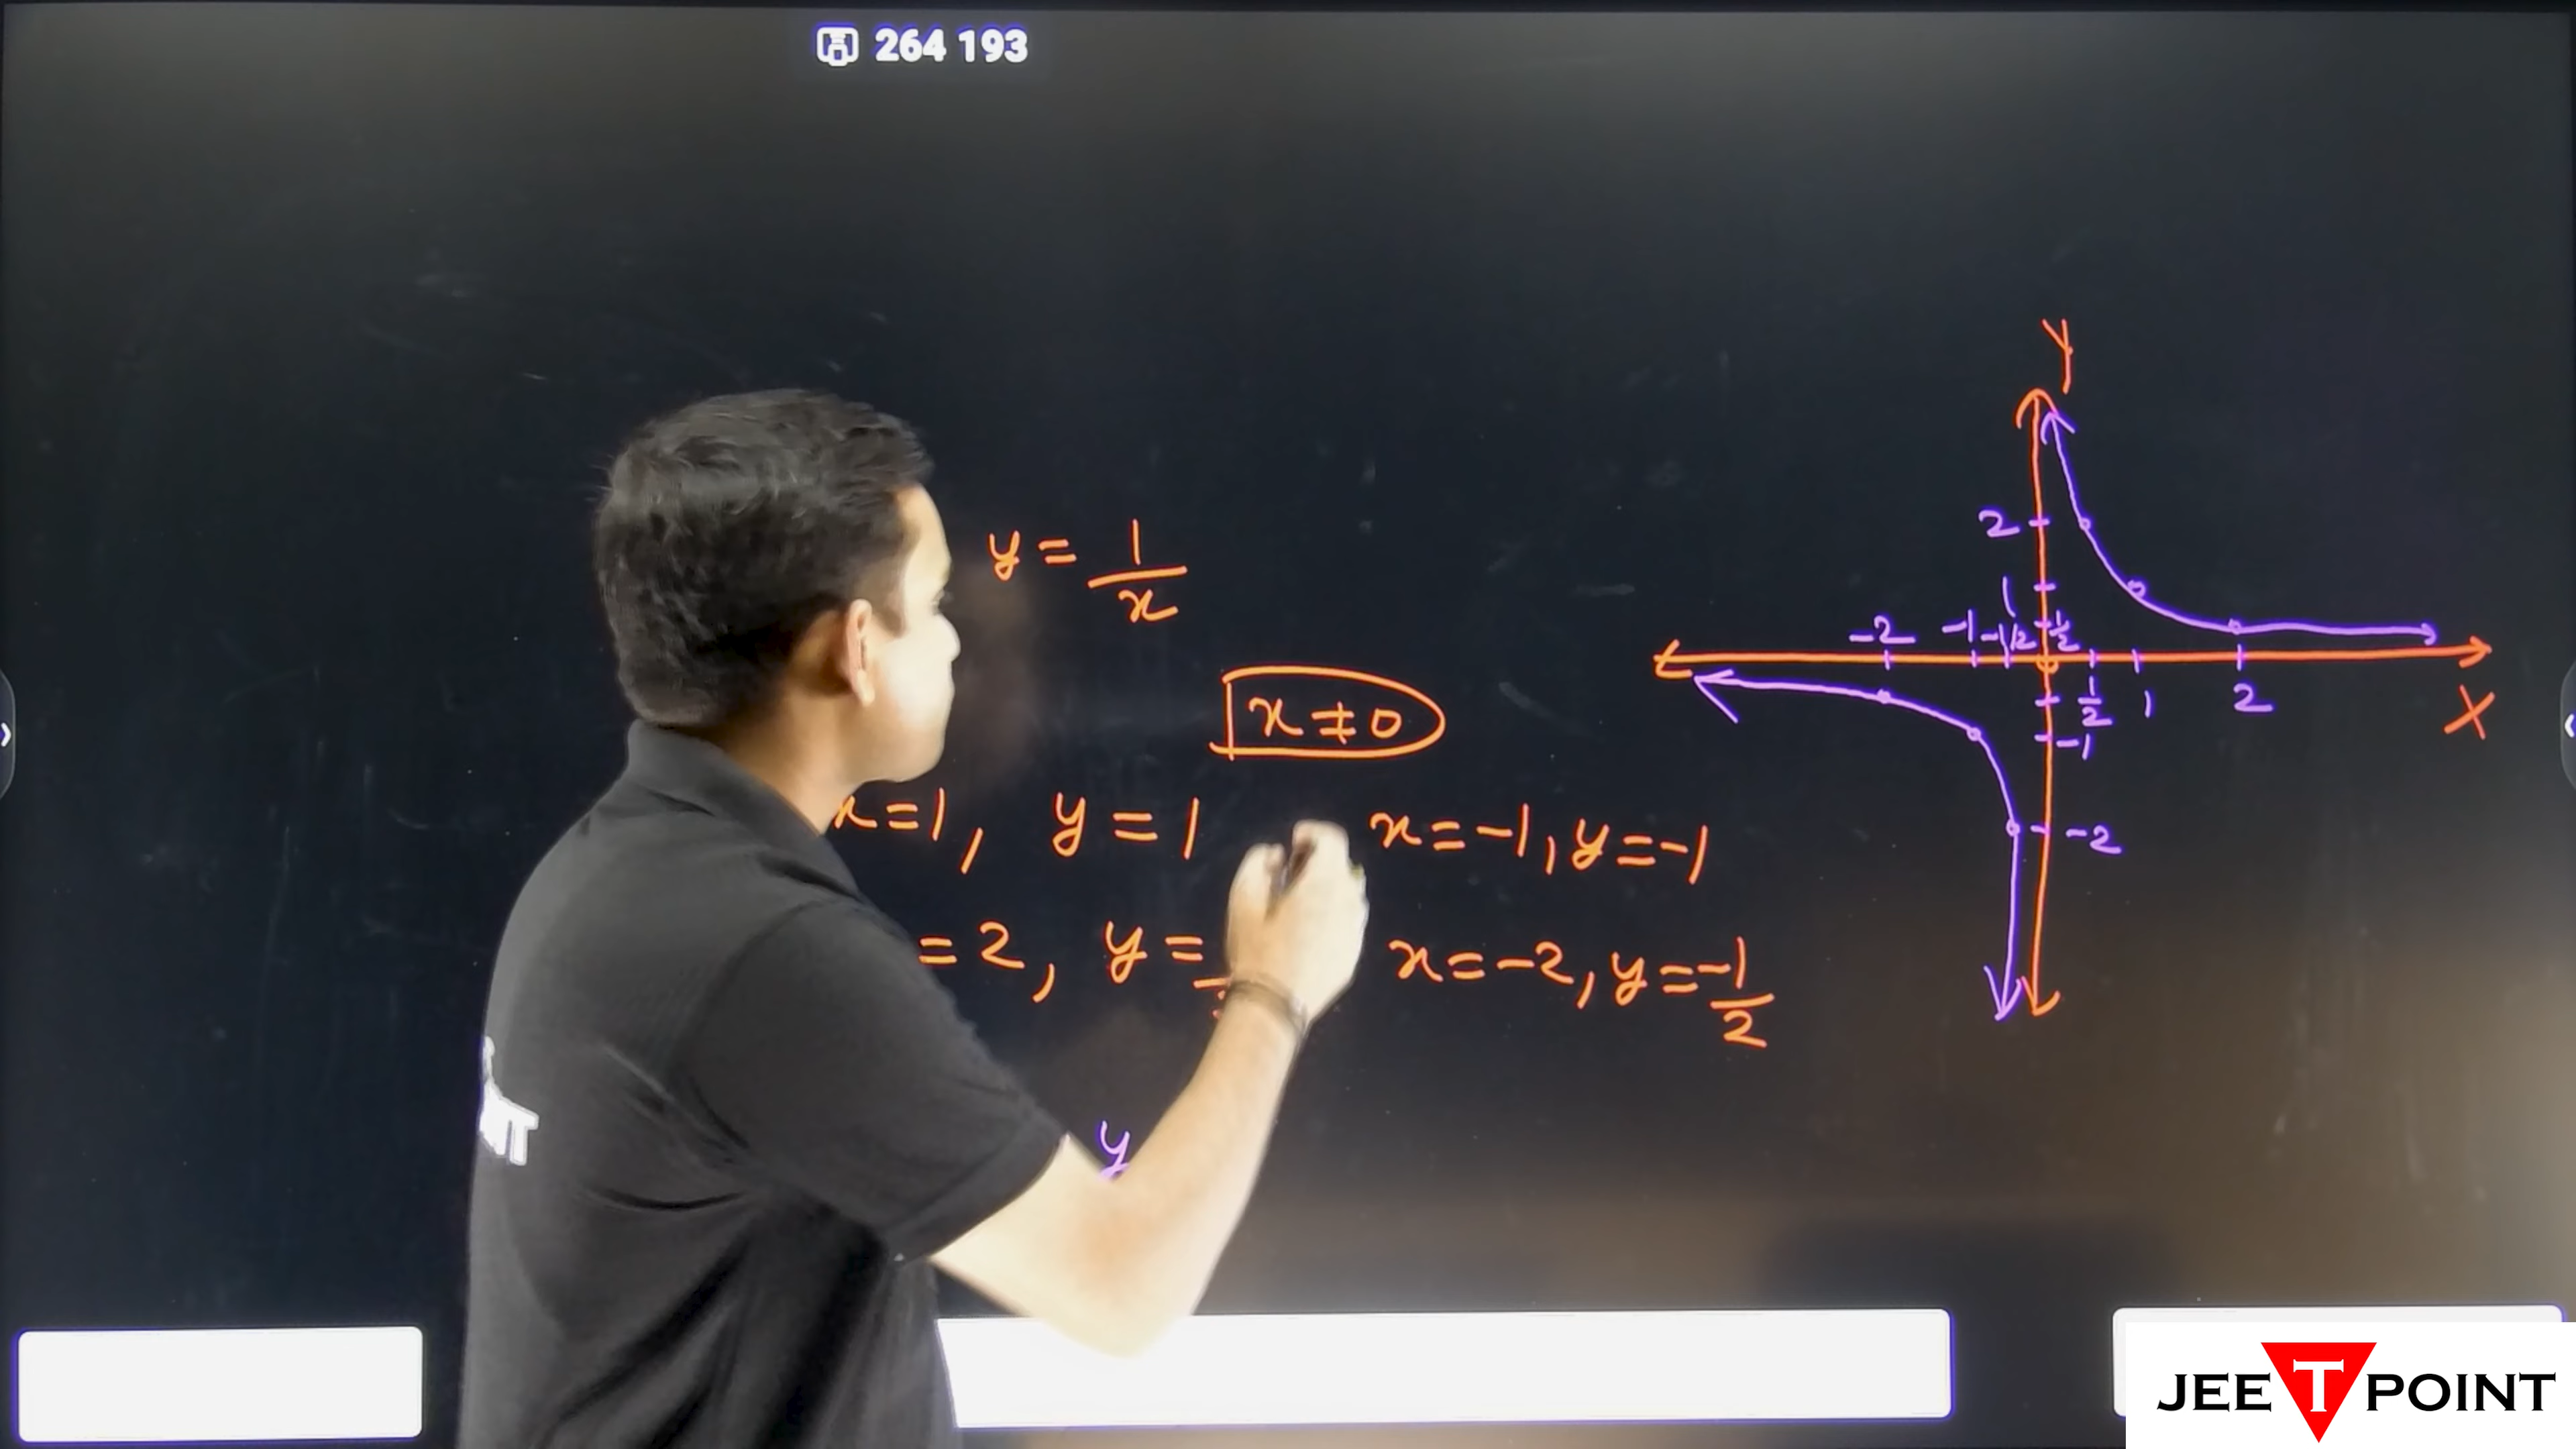 264 193
y = 1/x
x ≠ 0
x=1, y = 1
x=-1, y=-1
= 2, y =
x=-2, y=-1/2
y
Y
2
1
1/2
-2 -1 -1/2
1/2 1 2
X
-1
-2
NT
JEE T POINT